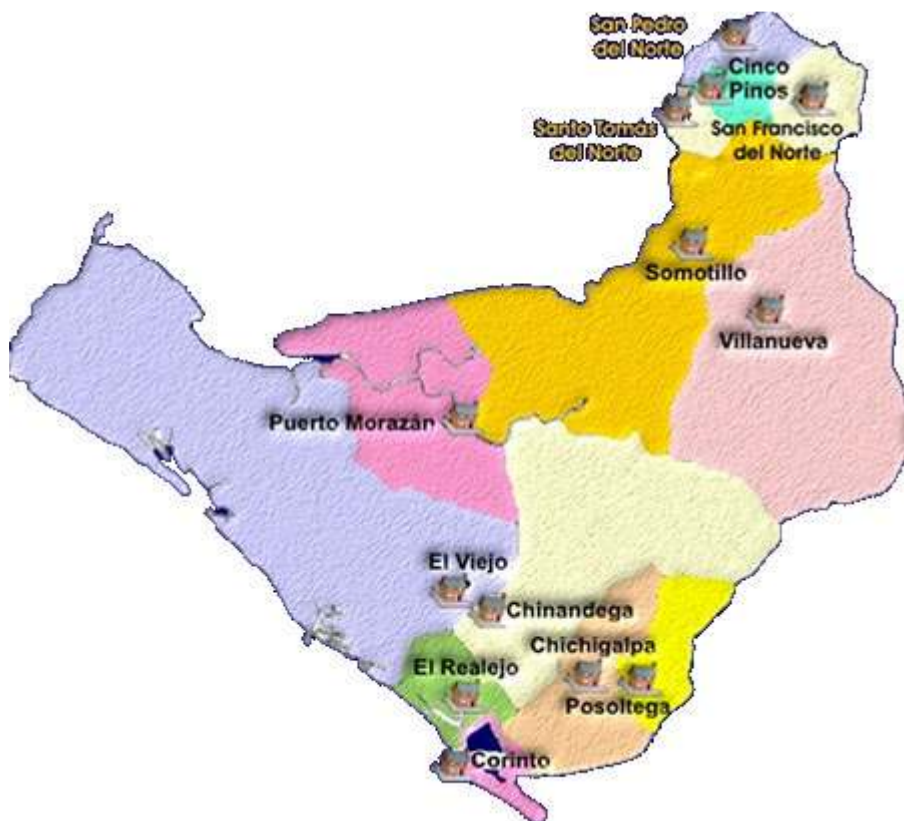 San Pedro
del Norte
Cinco
Pinos
Santo Tomás
del Norte
San Francisco
del Norte
Somotillo
Villanueva
Puerto Morazán
El Viejo
Chinandega
Chichigalpa
El Realejo
Posoltega
Corinto